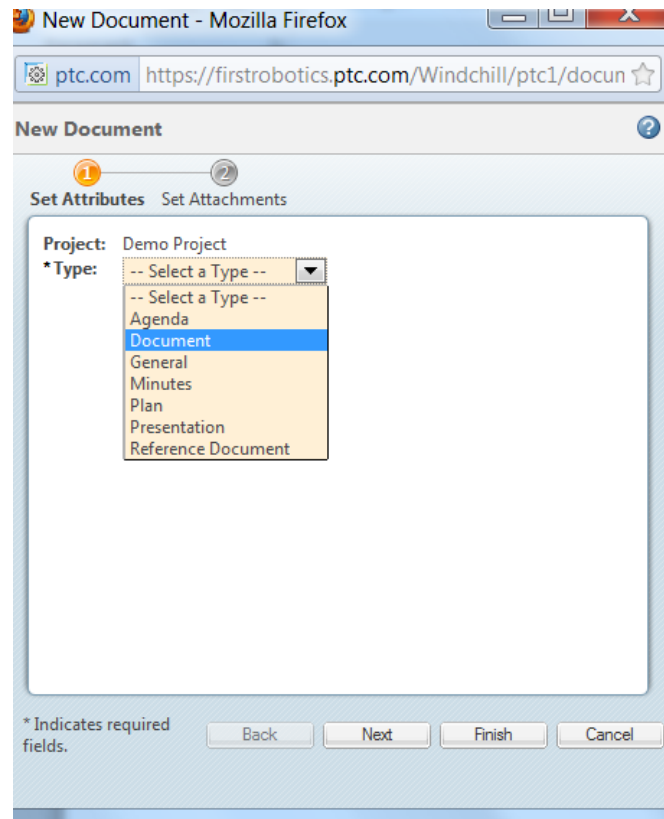 New Document - Mozilla Firefox
ptc.com https://firstrobotics.ptc.com/Windchill/ptc1/docun
New Document
?
1 2
Set Attributes Set Attachments
Project: Demo Project
*Type: -- Select a Type --
-- Select a Type --
Agenda
Document
General
Minutes
Plan
Presentation
Reference Document
* Indicates required
fields.
Back Next Finish Cancel